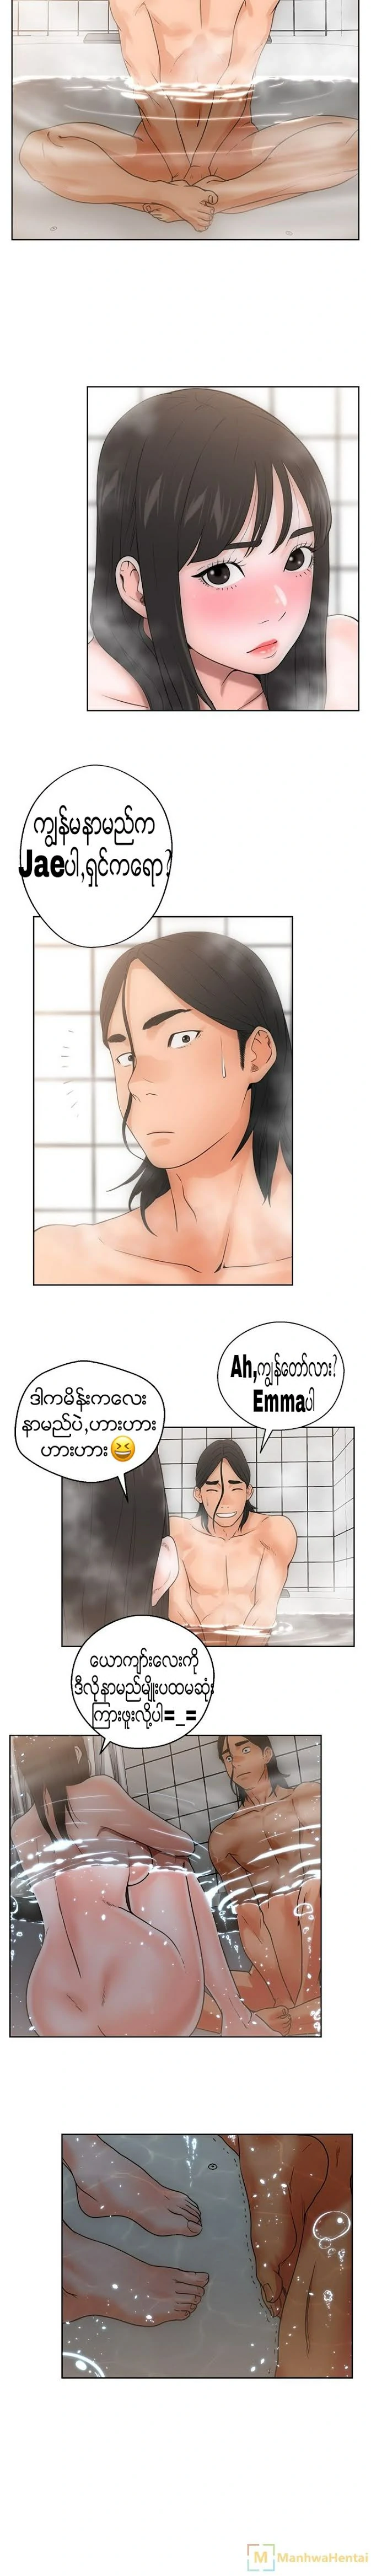 ကျွန်မနာမည်က
Jaeပါ,ရှင်ကရော?
Ah,ကျွန်တော်လား?
Emmaပါ
ဒါကမိန်းကလေး
နာမည်ပဲ,ဟားဟား
ဟားဟား😆
ယောကျာ်းလေးကို
ဒီလိုနာမည်မျိုးပထမဆုံး
ကြားဖူးလို့ပါ=_=
M ManhwaHentai